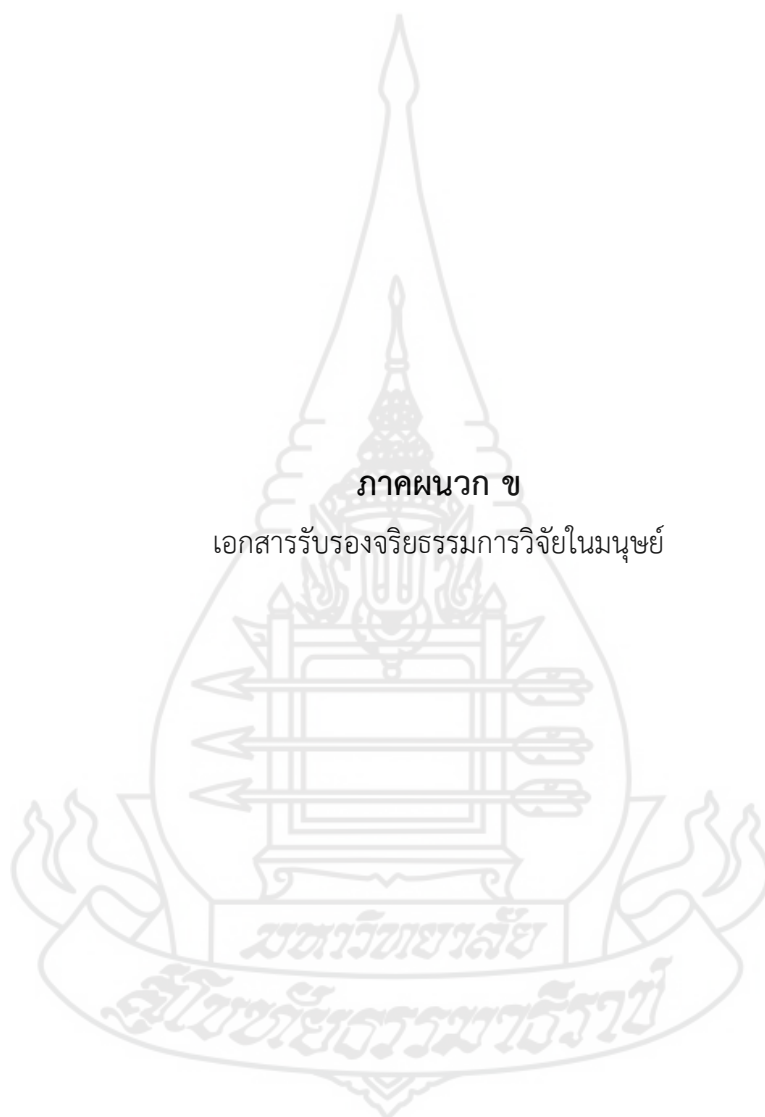 ภาคผนวก ข
เอกสารรับรองจริยธรรมการวิจัยในมนุษย์
มหาวิทยาลัย
สุโขทัยธรรมาธิราช